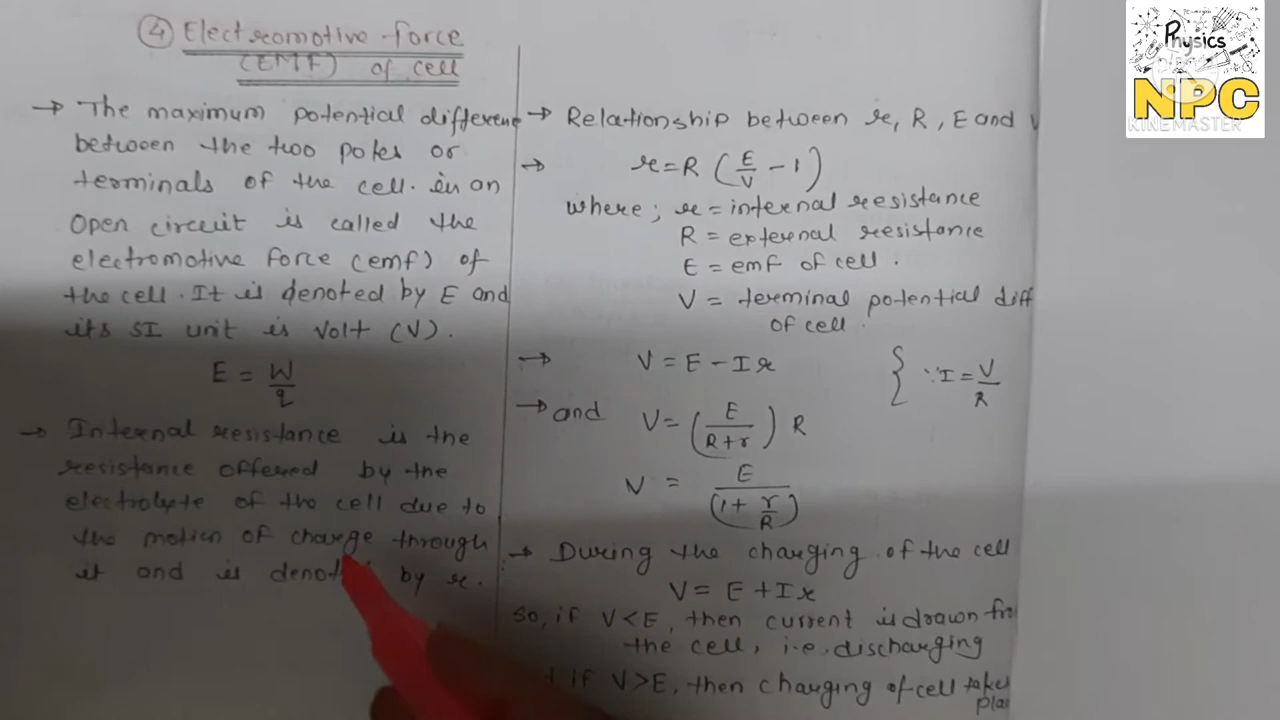 ④ Electromotive force
(EMF) of cell
→ The maximum potential different
between the two poles or
terminals of the cell in an
open circuit is called the
electromotive force (emf) of
the cell. It is denoted by E and
its SI unit is Volt (V).
E = W/q
→ Internal resistance is the
resistance offered by the
electrolyte of the cell due to
the motion of charge through
it and is by r.
→ Relationship between r, R, E and V
→ r = R (E/V - 1)
where; r = internal resistance
R = external resistance
E = emf of cell.
V = terminal potential diff
of cell.
→ V = E - Ir { ∵ I = V/R
→ and V = (E/R+r) R
V = E/(1 + r/R)
→ During the charging of the cell
V = E + Ir
so, if V < E, then current is drawn fro
the cell, i.e. discharging
if V > E, then charging of cell take
pla
Physics
NPC
KINEMASTER